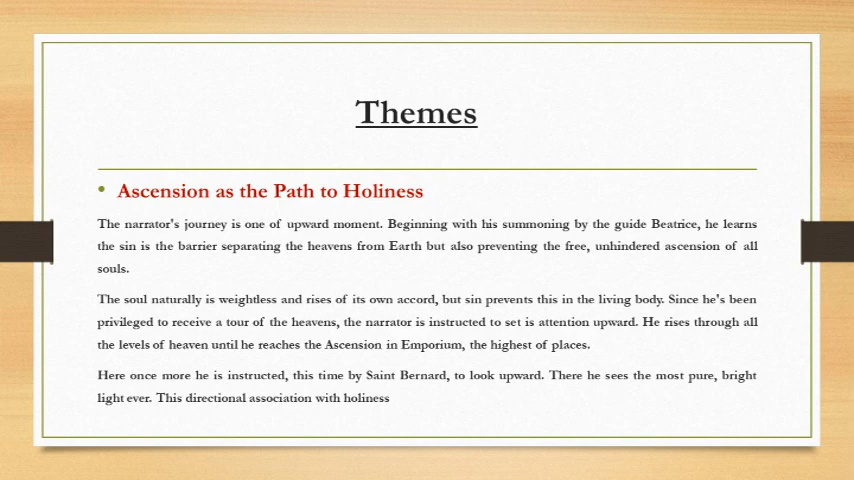 Themes
• Ascension as the Path to Holiness
The narrator's journey is one of upward moment. Beginning with his summoning by the guide Beatrice, he learns
the sin is the barrier separating the heavens from Earth but also preventing the free, unhindered ascension of all
souls.
The soul naturally is weightless and rises of its own accord, but sin prevents this in the living body. Since he's been
privileged to receive a tour of the heavens, the narrator is instructed to set is attention upward. He rises through all
the levels of heaven until he reaches the Ascension in Emporium, the highest of places.
Here once more he is instructed, this time by Saint Bernard, to look upward. There he sees the most pure, bright
light ever. This directional association with holiness